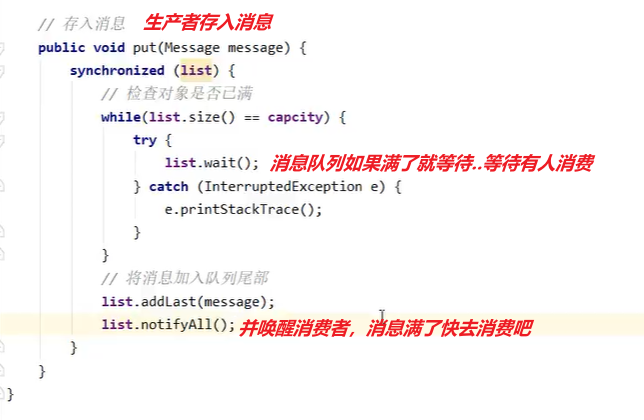 // 存入消息 生产者存入消息
public void put(Message message) {
synchronized (list) {
// 检查对象是否已满
while(list.size() == capcity) {
try {
list.wait(); 消息队列如果满了就等待..等待有人消费
} catch (InterruptedException e) {
e.printStackTrace();
}
}
// 将消息加入队列尾部
list.addLast(message);
list.notifyAll(); 并唤醒消费者，消息满了快去消费吧
}
}
}